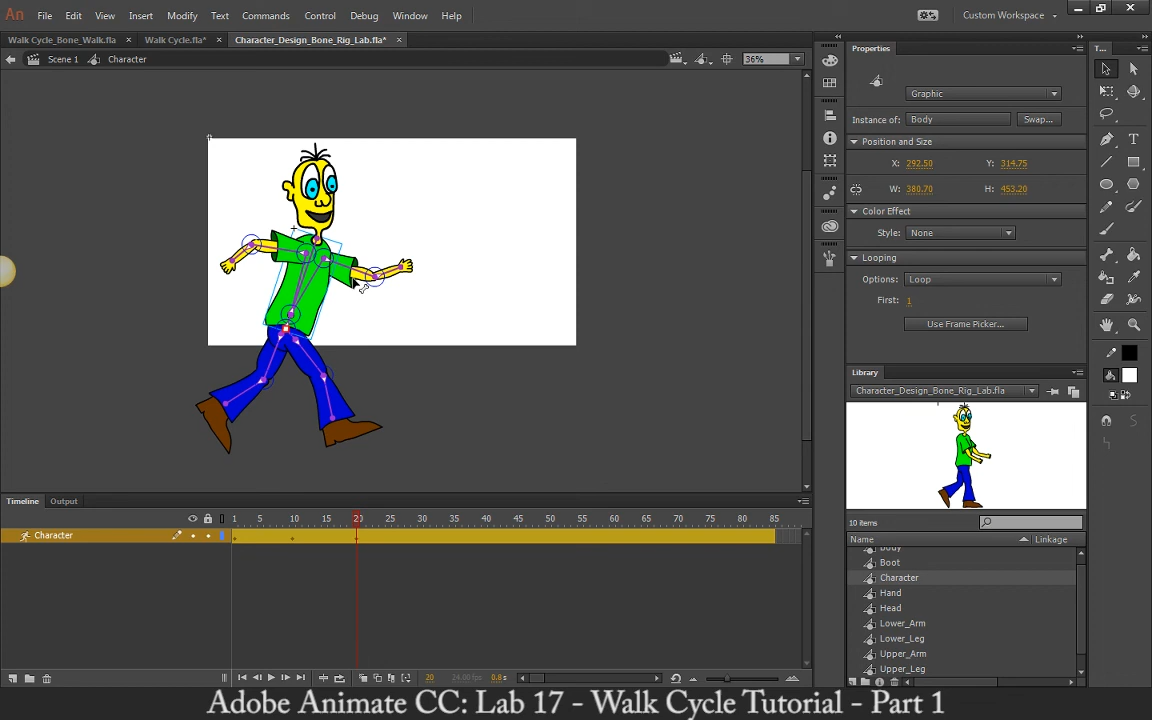 An File Edit View Insert Modify Text Commands Control Debug Window Help Custom Workspace
Walk Cycle_Bone_Walk.fla × Walk Cycle.fla* × Character_Design_Bone_Rig_Lab.fla* ×
Scene 1 Character 36%
Properties T...
Graphic
Instance of: Body Swap...
Position and Size
X: 292.50 Y: 314.75
W: 380.70 H: 453.20
Color Effect
Style: None
Looping
Options: Loop
First: 1
Use Frame Picker...
Library
Character_Design_Bone_Rig_Lab.fla
10 items
Name Linkage
Body
Boot
Character
Hand
Head
Lower_Arm
Lower_Leg
Upper_Arm
Upper_Leg
Timeline Output
1 5 10 15 20 25 30 35 40 45 50 55 60 65 70 75 80 85
Character
20 24.00 fps 0.8s
Adobe Animate CC: Lab 17 - Walk Cycle Tutorial - Part 1